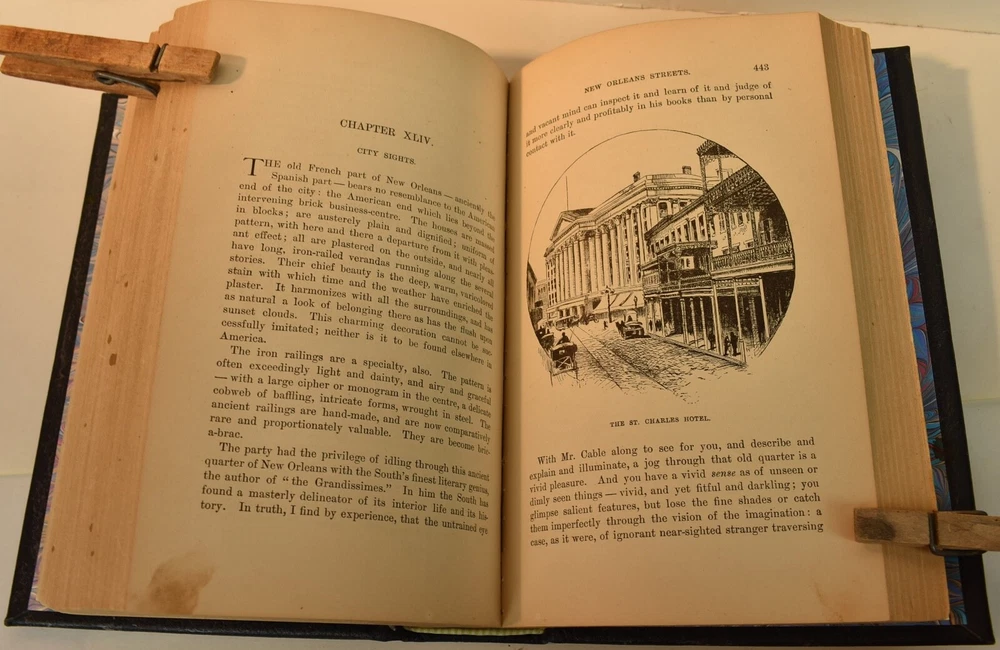 CHAPTER XLIV.
CITY SIGHTS.
THE old French part of New Orleans — anciently the
Spanish part — bears no resemblance to the American
end of the city: the American end which lies beyond the
intervening brick business-centre. The houses are massed
in blocks; are austerely plain and dignified; uniform of
pattern, with here and there a departure from it with pleas-
ant effect; all are plastered on the outside, and nearly all
have long, iron-railed verandas running along the several
stories. Their chief beauty is the deep, warm, varicolored
stain with which time and the weather have enriched the
plaster. It harmonizes with all the surroundings, and has
as natural a look of belonging there as has the flush upon
sunset clouds. This charming decoration cannot be suc-
cessfully imitated; neither is it to be found elsewhere in
America.
The iron railings are a specialty, also. The pattern is
often exceedingly light and dainty, and airy and graceful
— with a large cipher or monogram in the centre, a delicate
cobweb of baffling, intricate forms, wrought in steel. The
ancient railings are hand-made, and are now comparatively
rare and proportionately valuable. They are become bric-
a-brac.
The party had the privilege of idling through this ancient
quarter of New Orleans with the South's finest literary genius,
the author of "the Grandissimes." In him the South has
found a masterly delineator of its interior life and its his-
tory. In truth, I find by experience, that the untrained eye
NEW ORLEANS STREETS. 443
and vacant mind can inspect it and learn of it and judge of
it more clearly and profitably in his books than by personal
contact with it.
THE ST. CHARLES HOTEL.
With Mr. Cable along to see for you, and describe and
explain and illuminate, a jog through that old quarter is a
vivid pleasure. And you have a vivid sense as of unseen or
dimly seen things — vivid, and yet fitful and darkling; you
glimpse salient features, but lose the fine shades or catch
them imperfectly through the vision of the imagination: a
case, as it were, of ignorant near-sighted stranger traversing